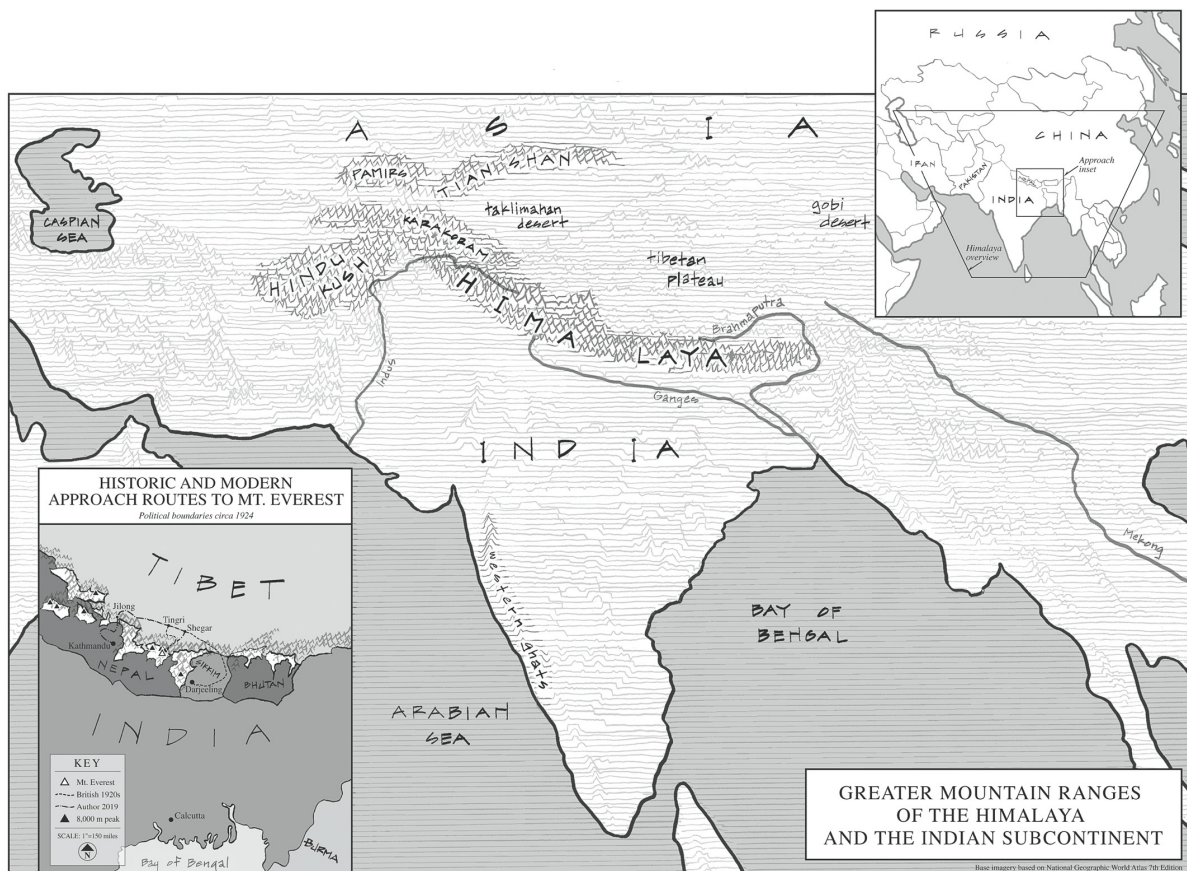 RUSSIA
CHINA
Approach
inset
IRAN
PAKISTAN
NEPAL
INDIA
Himalaya
overview
ASIA
PAMIRS
TIAN SHAN
CASPIAN
SEA
KARAKORAM
taklimahan
desert
gobi
desert
HINDU
KUSH
tibetan
plateau
HIMALAYA
Brahmaputra
Indus
Ganges
INDIA
Mekong
western ghats
BAY OF
BENGAL
ARABIAN
SEA
HISTORIC AND MODERN
APPROACH ROUTES TO MT. EVEREST
Political boundaries circa 1924
TIBET
Jilong
Tingri
Shegar
Kathmandu
NEPAL
SIKKIM
Darjeeling
BHUTAN
INDIA
KEY
Mt. Everest
British 1920s
Author 2019
8,000 m peak
SCALE: 1"=150 miles
N
Calcutta
Bay of Bengal
BURMA
GREATER MOUNTAIN RANGES
OF THE HIMALAYA
AND THE INDIAN SUBCONTINENT
Base imagery based on National Geographic World Atlas 7th Edition